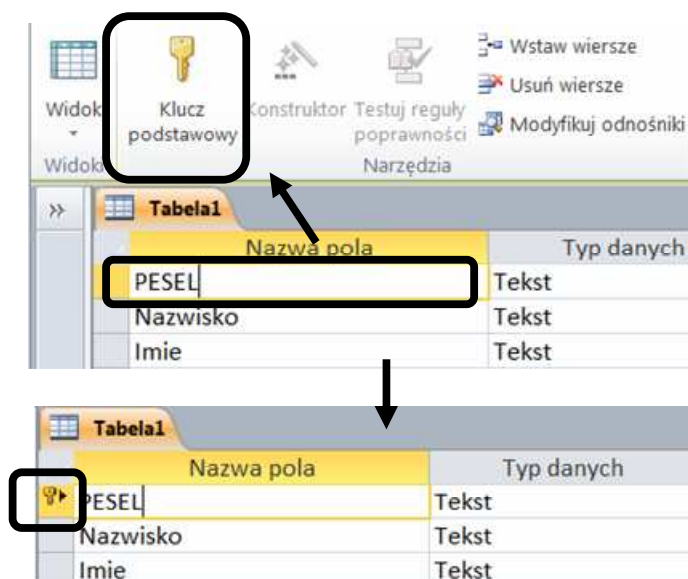 Wstaw wiersze
Usuń wiersze
Modyfikuj odnośniki
Widok
Klucz podstawowy
Konstruktor
Testuj reguły poprawności
Widoki
Narzędzia
Tabela1
Nazwa pola Typ danych
PESEL Tekst
Nazwisko Tekst
Imie Tekst
Tabela1
Nazwa pola Typ danych
PESEL Tekst
Nazwisko Tekst
Imie Tekst